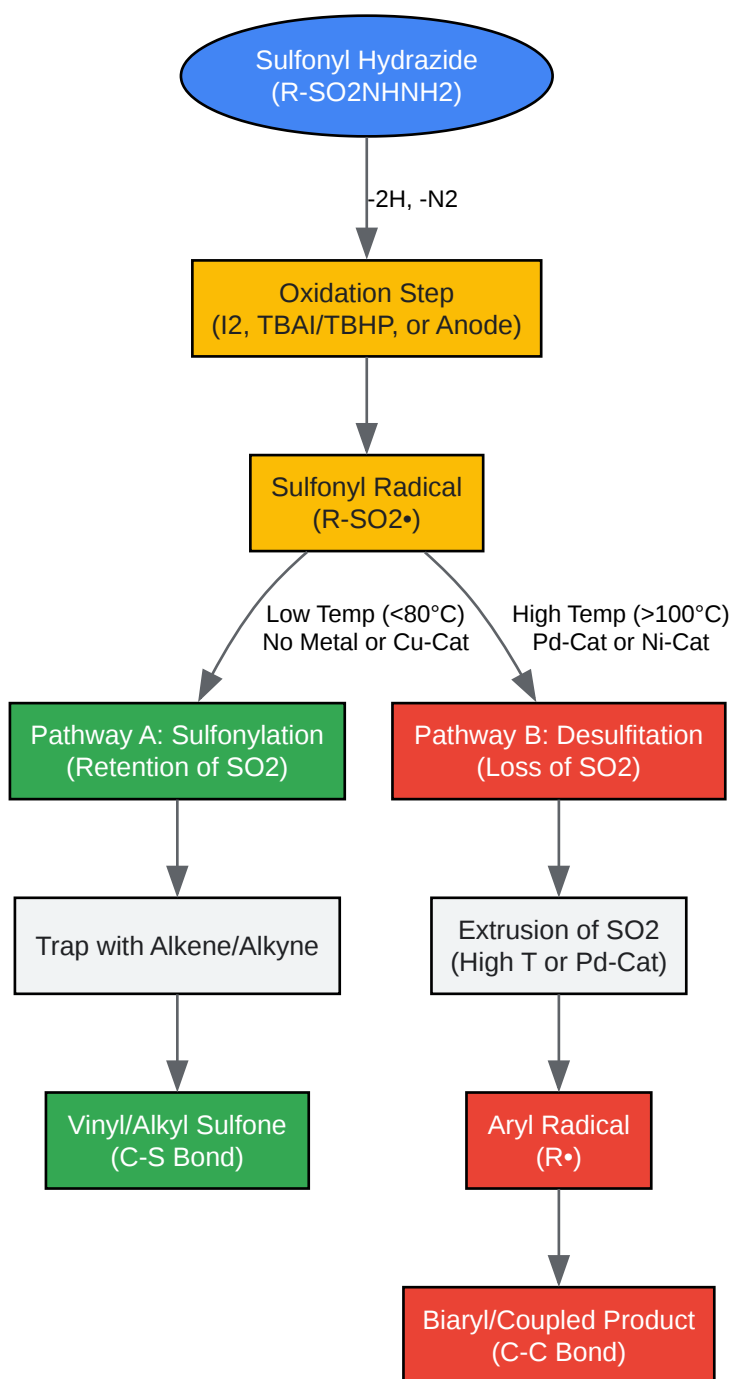 Sulfonyl Hydrazide
(R-SO2NHNH2)
-2H, -N2
Oxidation Step
(I2, TBAI/TBHP, or Anode)
Sulfonyl Radical
(R-SO2•)
Low Temp (<80°C)
No Metal or Cu-Cat
High Temp (>100°C)
Pd-Cat or Ni-Cat
Pathway A: Sulfonylation
(Retention of SO2)
Pathway B: Desulfitation
(Loss of SO2)
Trap with Alkene/Alkyne
Extrusion of SO2
(High T or Pd-Cat)
Vinyl/Alkyl Sulfone
(C-S Bond)
Aryl Radical
(R•)
Biaryl/Coupled Product
(C-C Bond)